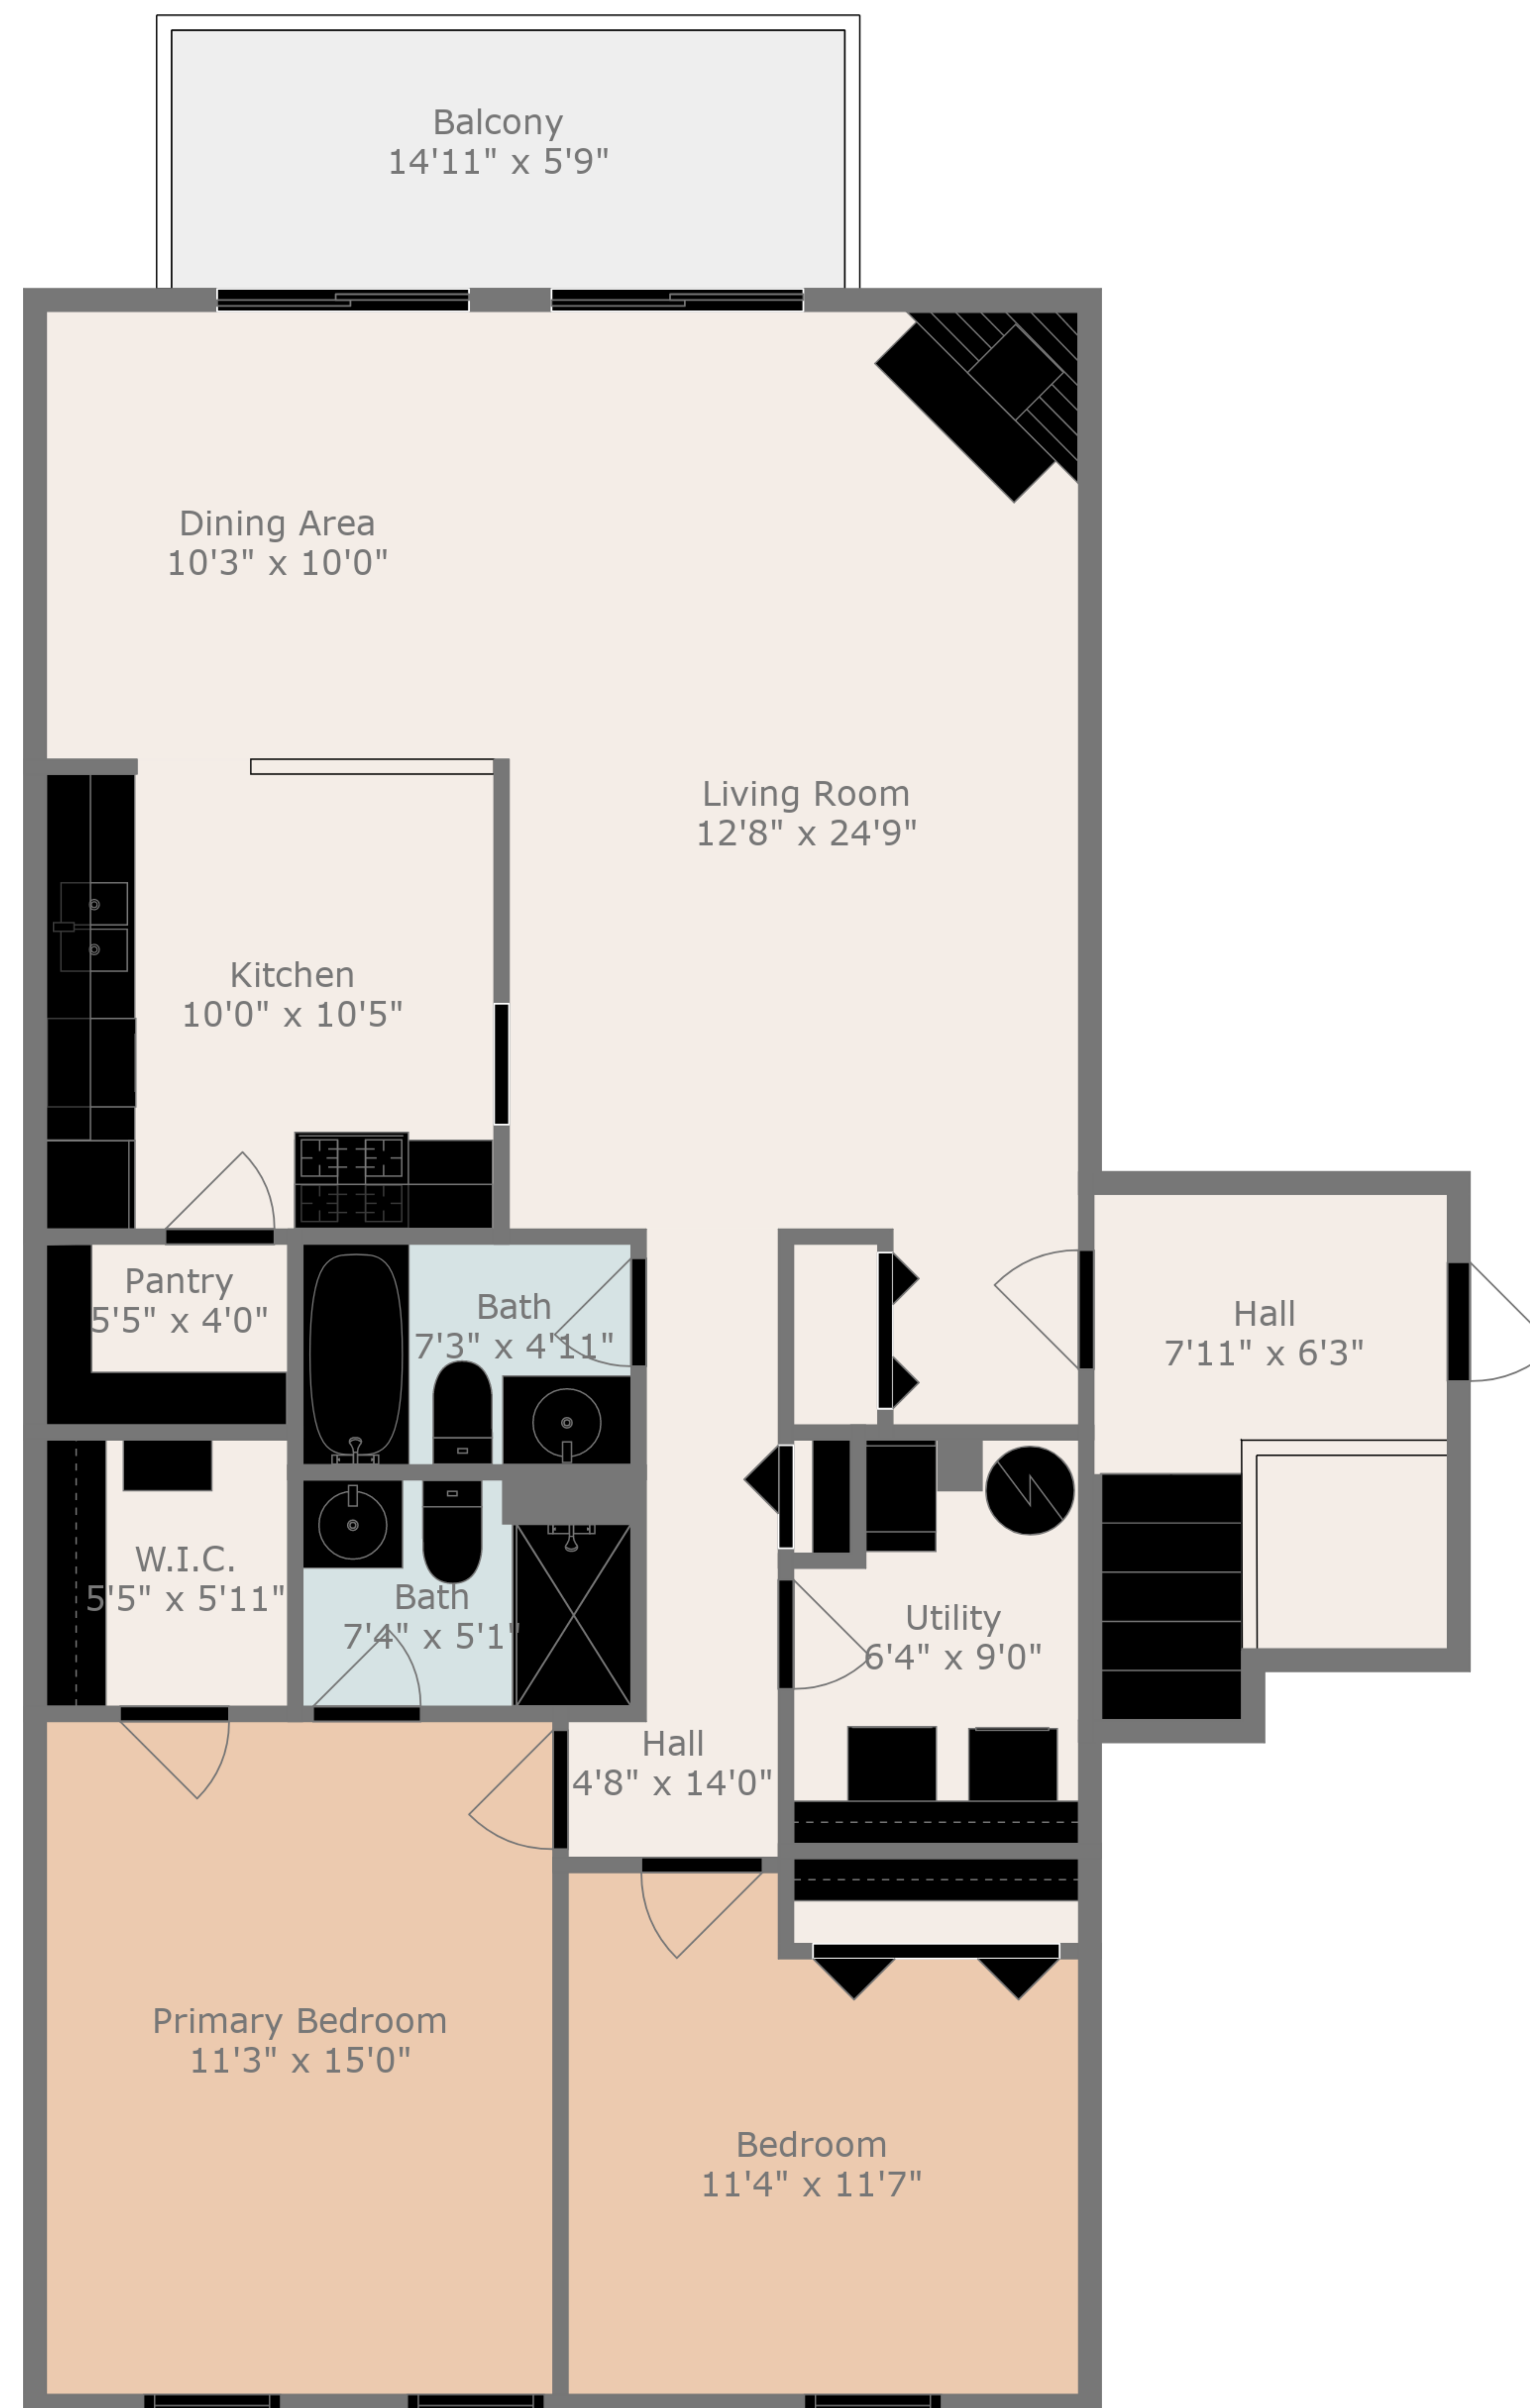 Balcony
14'11" x 5'9"
Dining Area
10'3" x 10'0"
Living Room
12'8" x 24'9"
Kitchen
10'0" x 10'5"
Pantry
5'5" x 4'0"
Bath
7'3" x 4'11"
Hall
7'11" x 6'3"
W.I.C.
5'5" x 5'11"
Bath
7'4" x 5'1"
Utility
6'4" x 9'0"
Hall
4'8" x 14'0"
Primary Bedroom
11'3" x 15'0"
Bedroom
11'4" x 11'7"